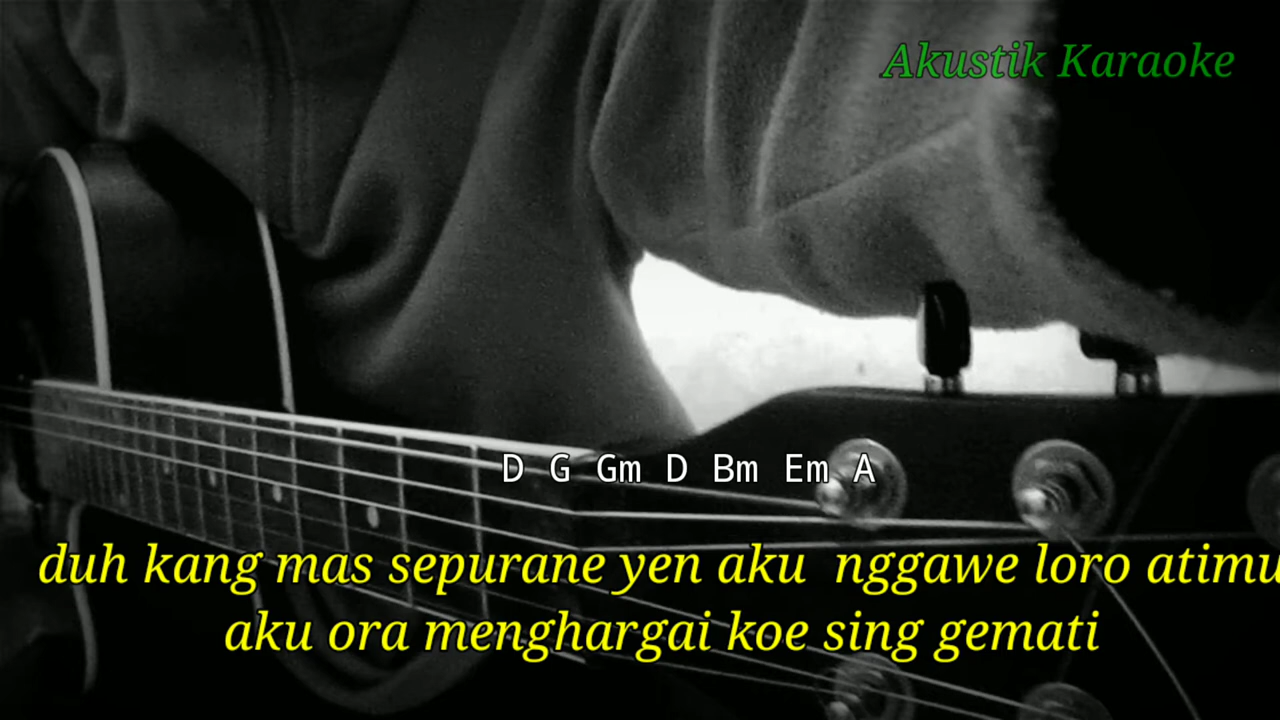 Akustik Karaoke
D G Gm D Bm Em A
duh kang mas sepurane yen aku nggawe loro atimu
aku ora menghargai koe sing gemati